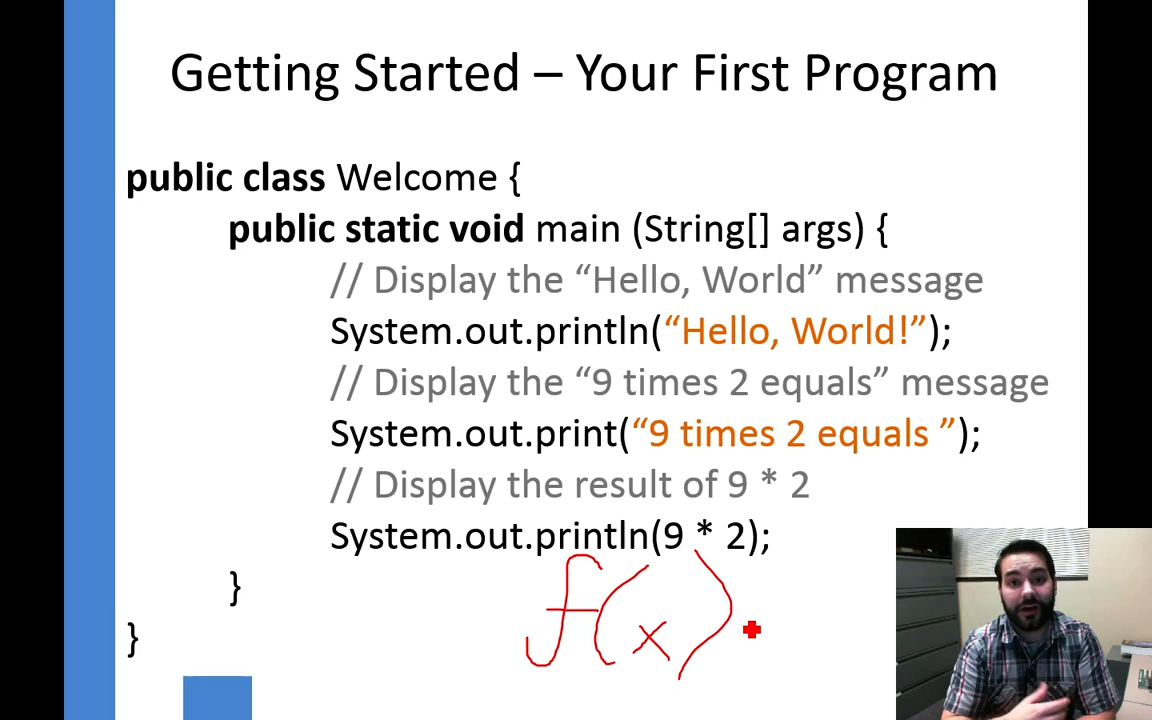 Getting Started – Your First Program
public class Welcome {
public static void main (String[] args) {
// Display the “Hello, World” message
System.out.println(“Hello, World!”);
// Display the “9 times 2 equals” message
System.out.print(“9 times 2 equals ”);
// Display the result of 9 * 2
System.out.println(9 * 2);
}
}
f(x)